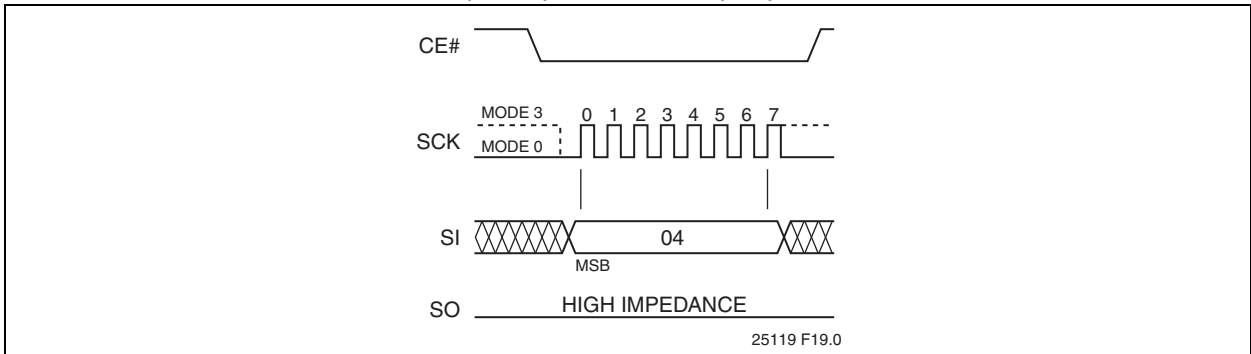 CE#
MODE 3
0 1 2 3 4 5 6 7
SCK
MODE 0
SI
04
MSB
SO
HIGH IMPEDANCE
25119 F19.0